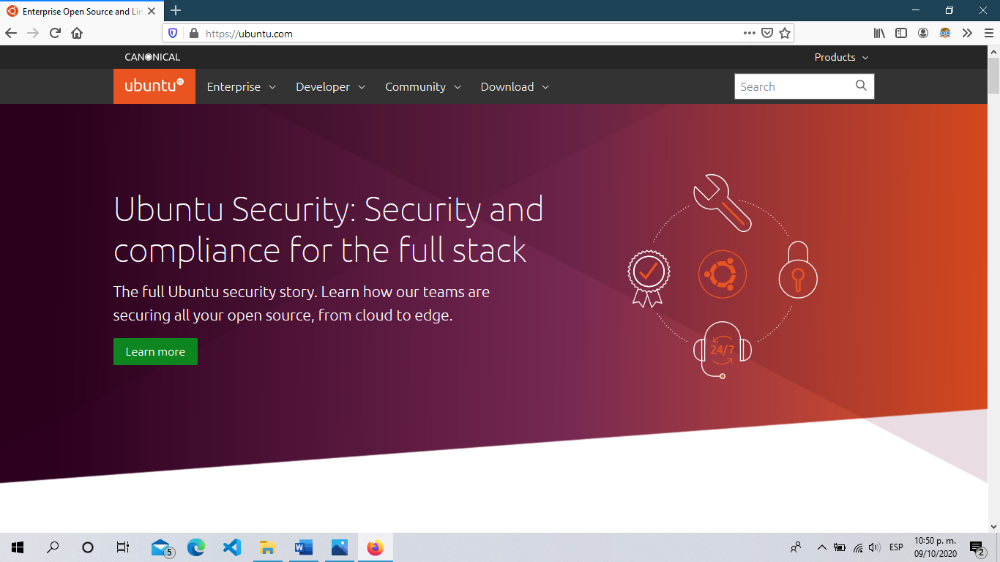 Enterprise Open Source and Lin
https://ubuntu.com
CANONICAL
Products
ubuntu
Enterprise
Developer
Community
Download
Search
Ubuntu Security: Security and
compliance for the full stack
The full Ubuntu security story. Learn how our teams are
securing all your open source, from cloud to edge.
Learn more
24/7
5
ESP
10:50 p. m.
09/10/2020
2